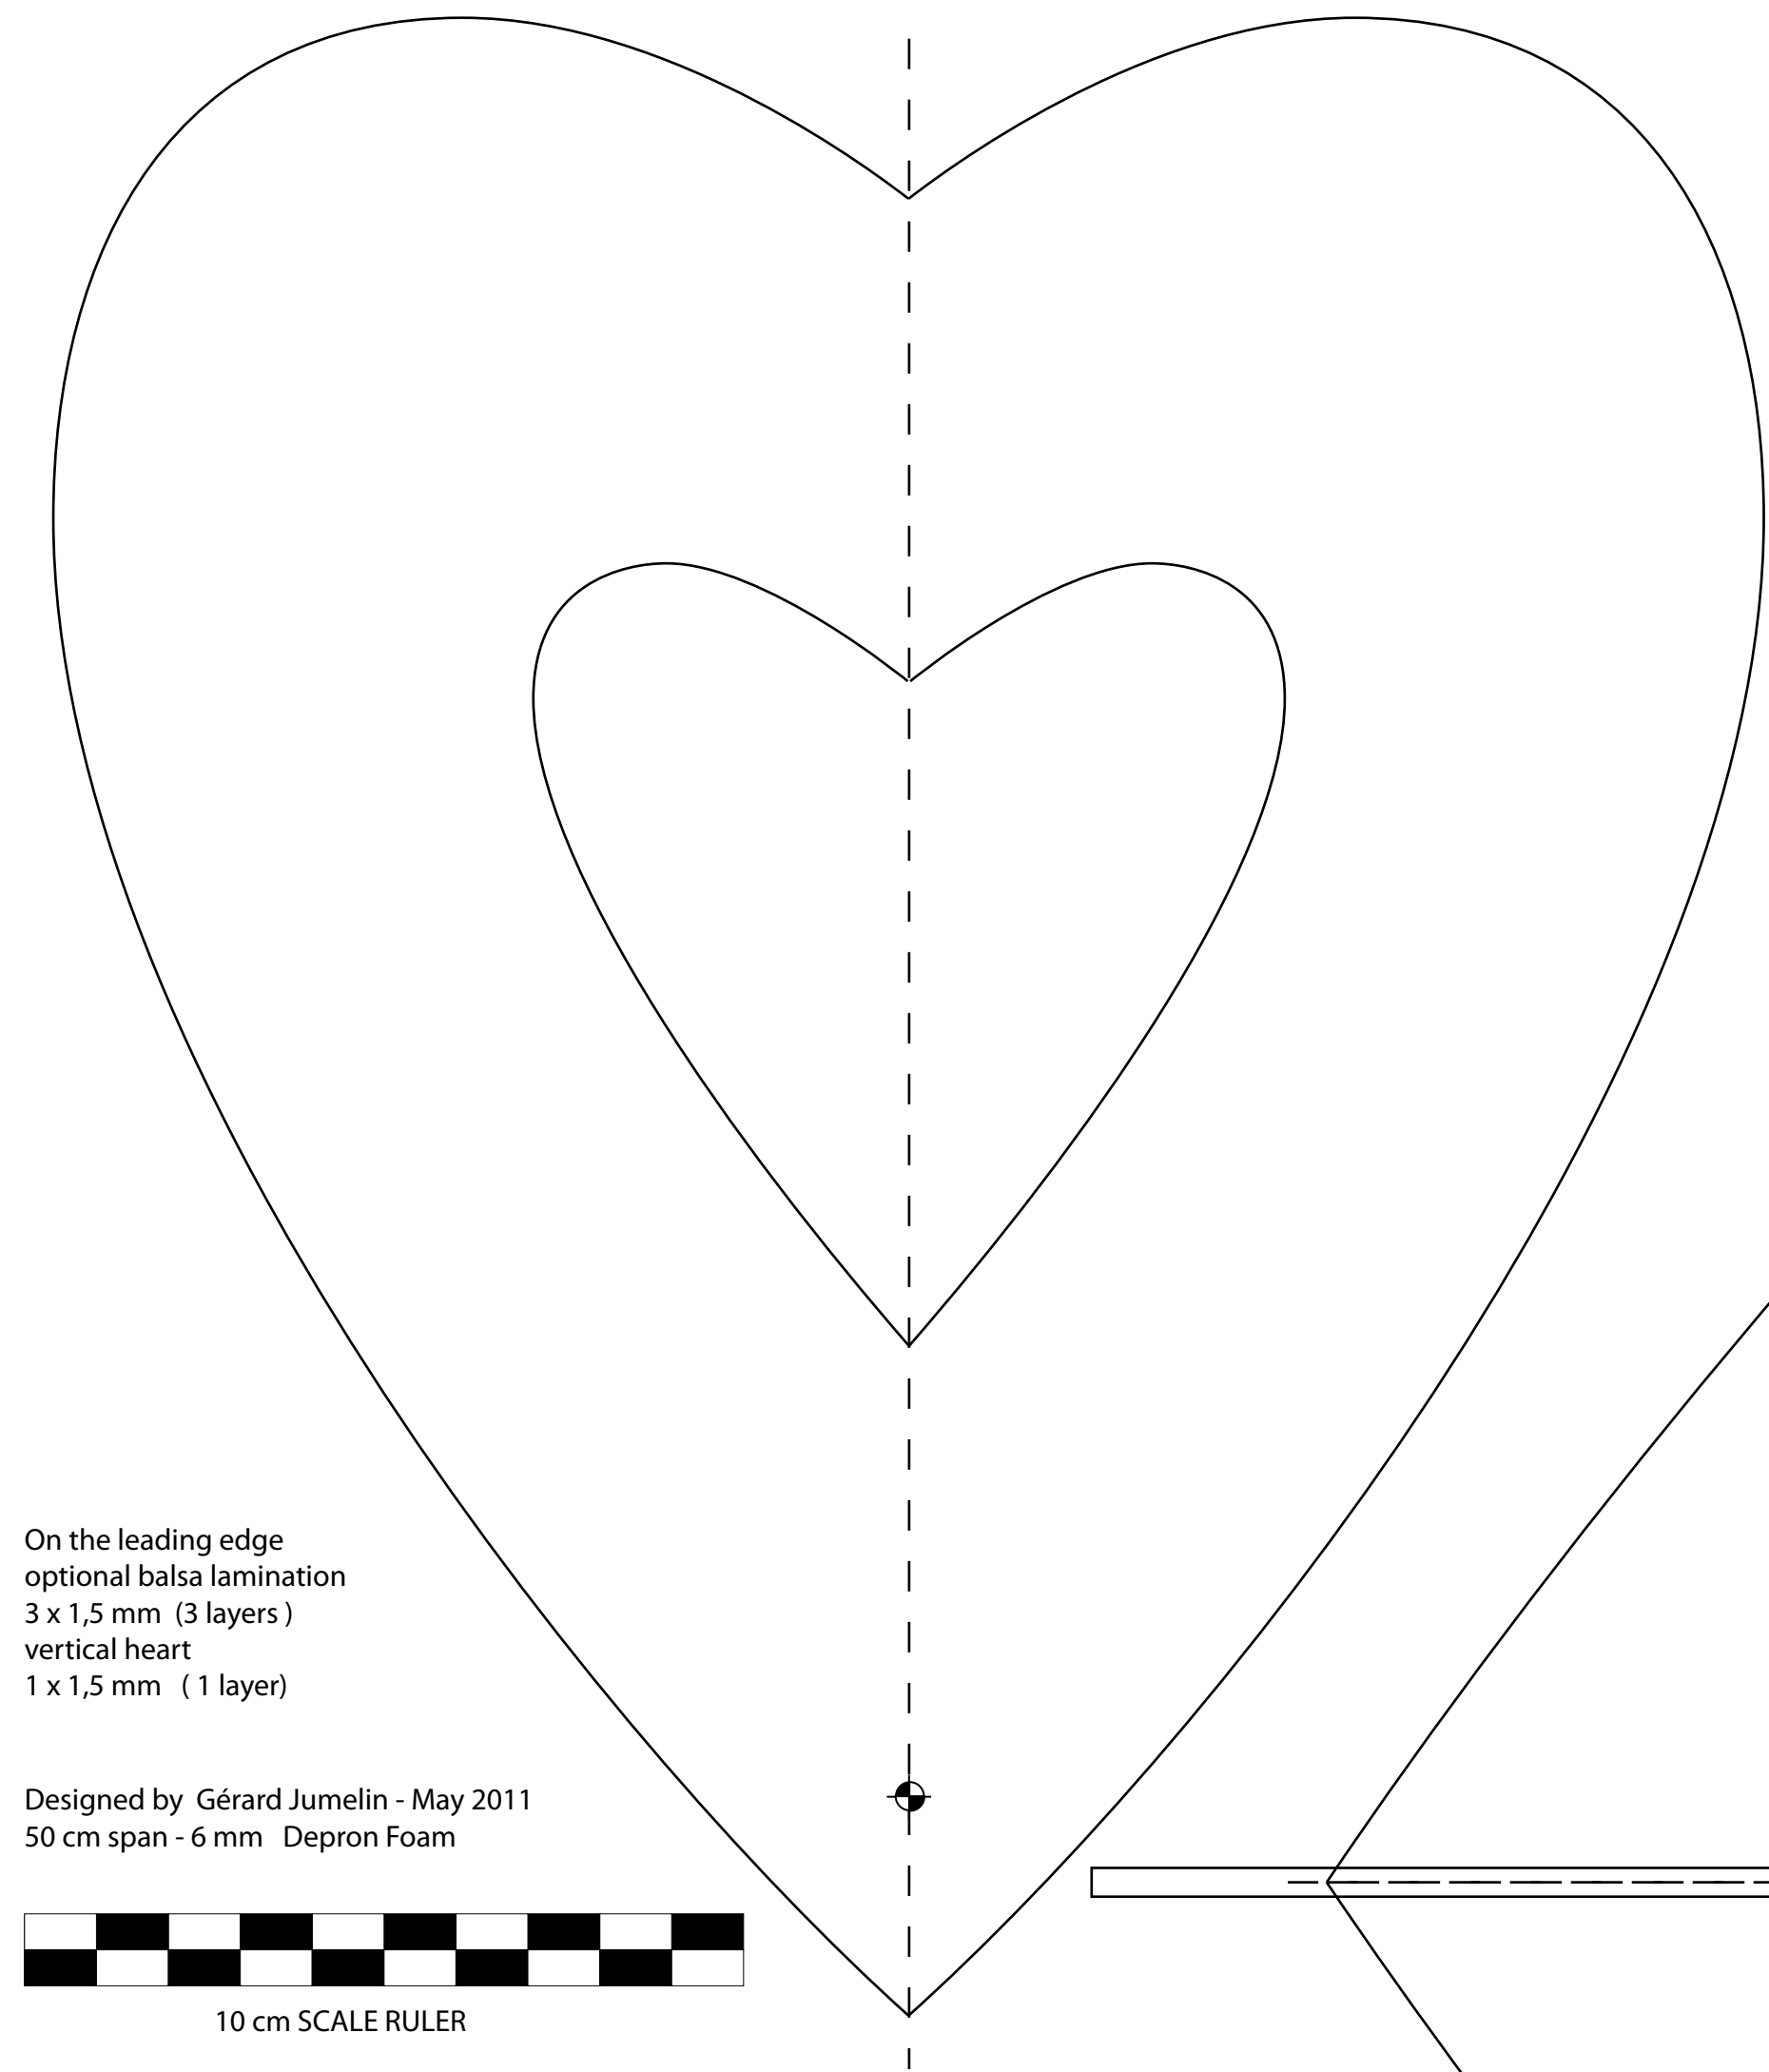 On the leading edge
optional balsa lamination
3 x 1,5 mm  (3 layers )
vertical heart
1 x 1,5 mm   ( 1 layer)
Designed by  Gérard Jumelin - May 2011
50 cm span - 6 mm   Depron Foam
10 cm SCALE RULER